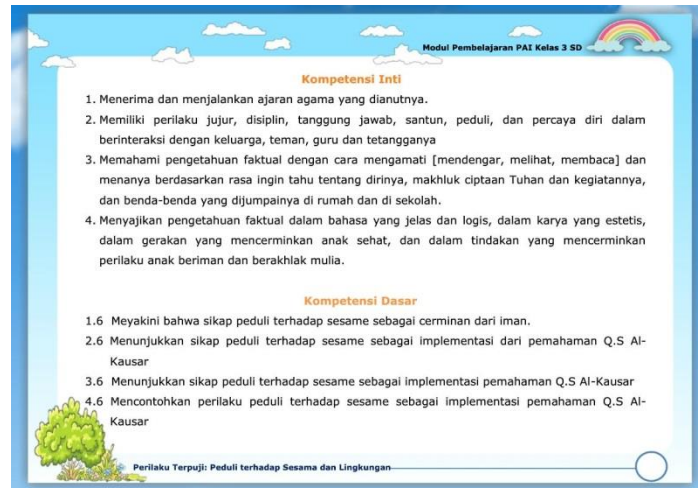 Modul Pembelajaran PAI Kelas 3 SD
Kompetensi Inti
1. Menerima dan menjalankan ajaran agama yang dianutnya.
2. Memiliki perilaku jujur, disiplin, tanggung jawab, santun, peduli, dan percaya diri dalam
berinteraksi dengan keluarga, teman, guru dan tetangganya
3. Memahami pengetahuan faktual dengan cara mengamati [mendengar, melihat, membaca] dan
menanya berdasarkan rasa ingin tahu tentang dirinya, makhluk ciptaan Tuhan dan kegiatannya,
dan benda-benda yang dijumpainya di rumah dan di sekolah.
4. Menyajikan pengetahuan faktual dalam bahasa yang jelas dan logis, dalam karya yang estetis,
dalam gerakan yang mencerminkan anak sehat, dan dalam tindakan yang mencerminkan
perilaku anak beriman dan berakhlak mulia.
Kompetensi Dasar
1.6 Meyakini bahwa sikap peduli terhadap sesame sebagai cerminan dari iman.
2.6 Menunjukkan sikap peduli terhadap sesame sebagai implementasi dari pemahaman Q.S Al-
Kausar
3.6 Menunjukkan sikap peduli terhadap sesame sebagai implementasi pemahaman Q.S Al-Kausar
4.6 Mencontohkan perilaku peduli terhadap sesame sebagai implementasi pemahaman Q.S Al-
Kausar
Perilaku Terpuji: Peduli terhadap Sesama dan Lingkungan